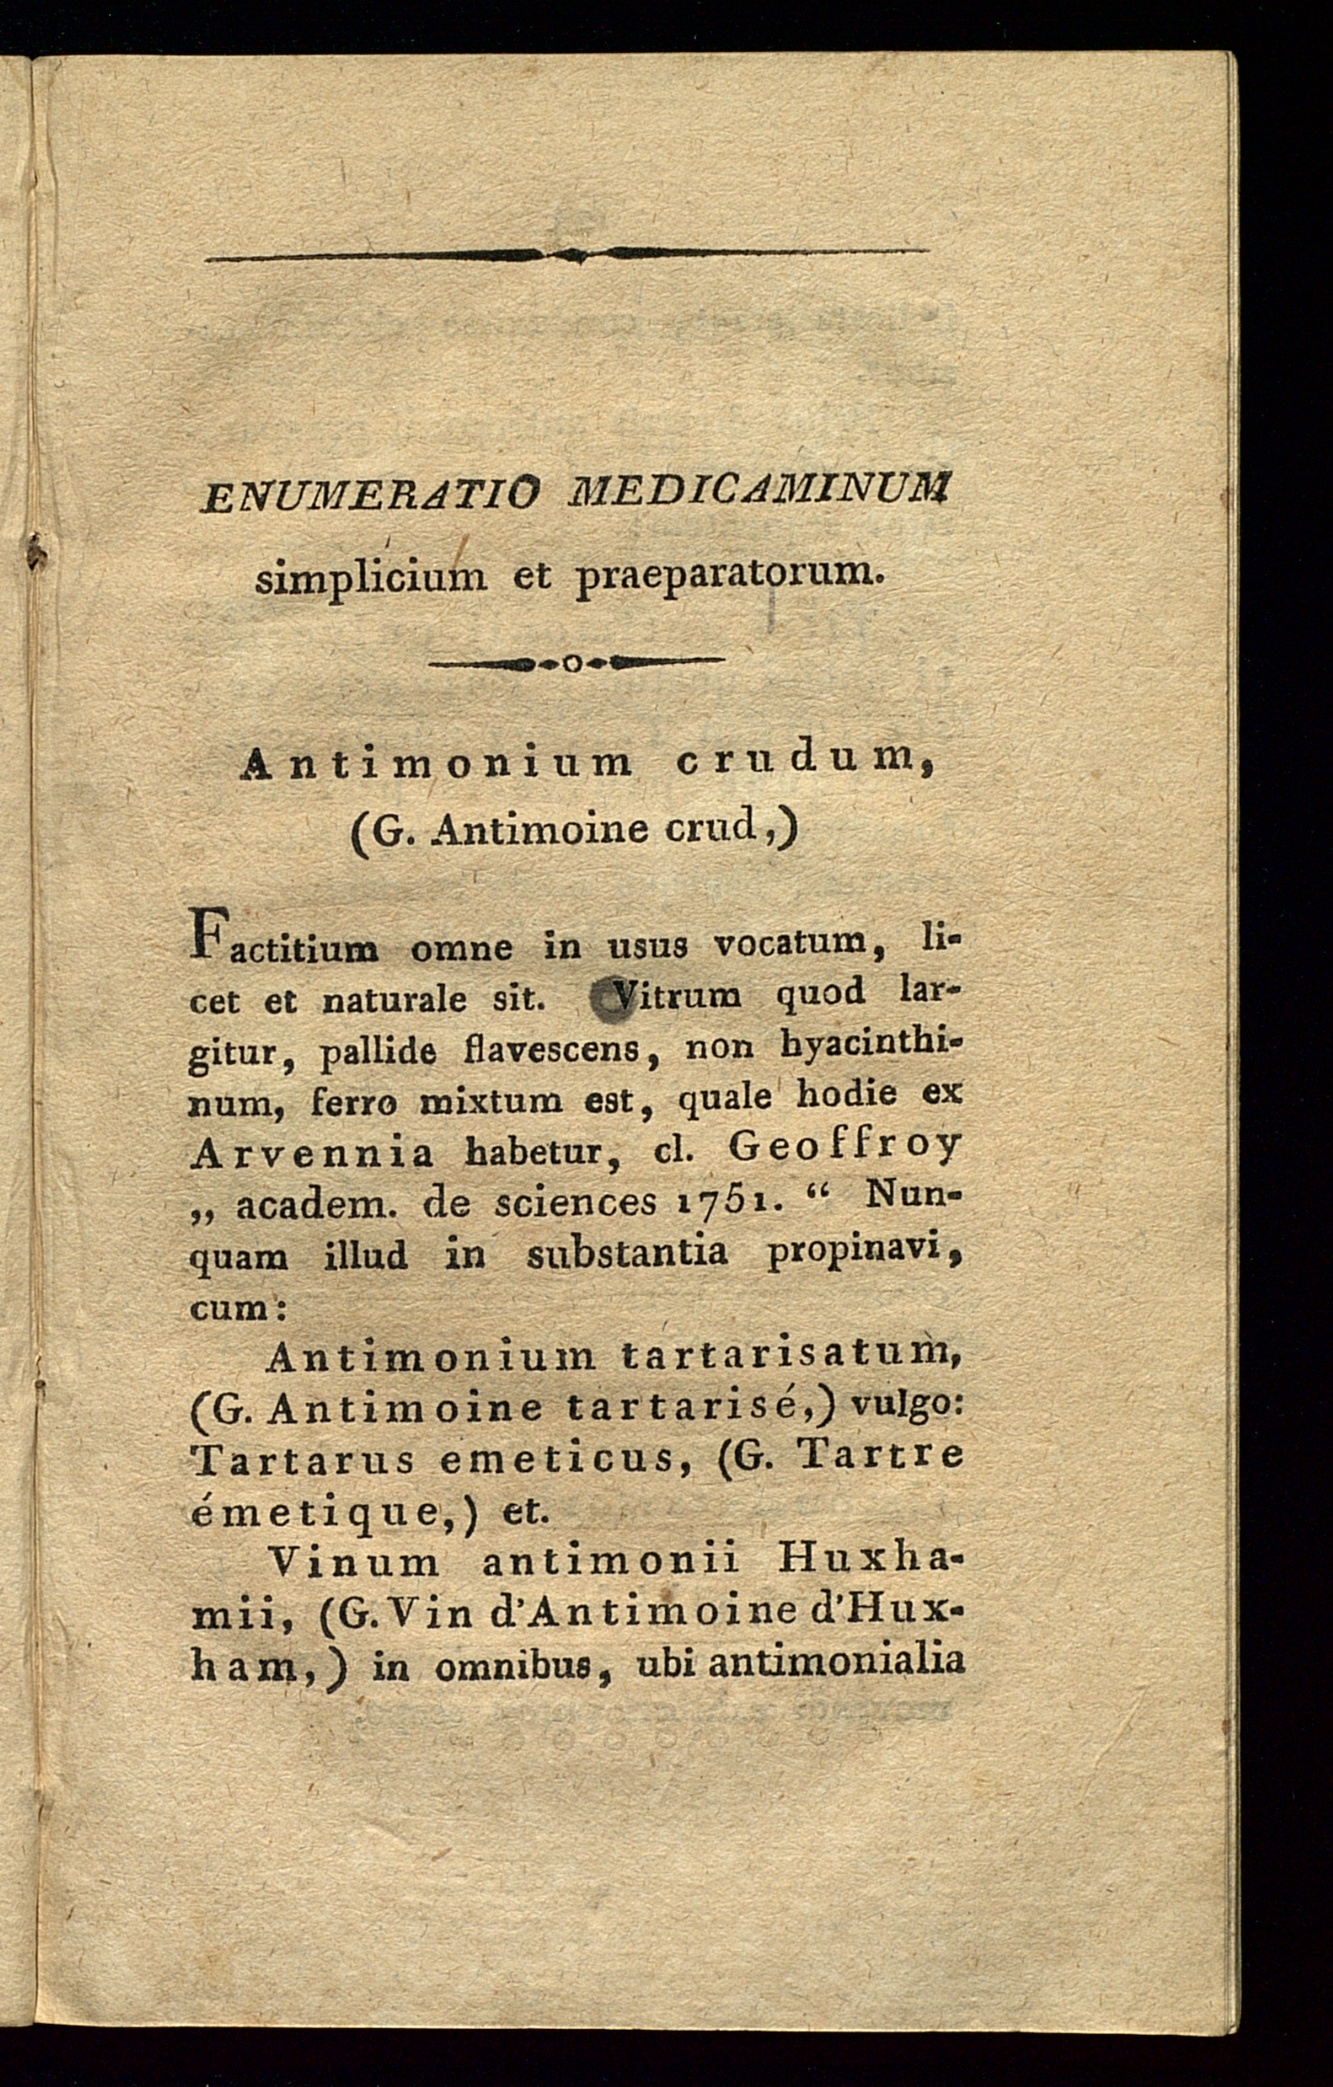 ENUMERATIO MEDICAMINUM
simplicium et praeparatorum.
Antimonium crudum,
(G. Antimoine crud,)
Factitium omne in usus vocatum, li-
cet et naturale sit. Vitrum quod lar-
gitur, pallide flavescens, non hyacinthi-
num, ferro mixtum est, quale hodie ex
Arvennia habetur, cl. Geoffroy
„ academ. de sciences 1751. “ Nun-
quam illud in substantia propinavi,
cum:
Antimonium tartarisatum,
(G. Antimoine tartarisé,) vulgo:
Tartarus emeticus, (G. Tartre
émetique,) et.
Vinum antimonii Huxha-
mii, (G. Vin d'Antimoine d'Hux-
ham,) in omnibus, ubi antimonialia